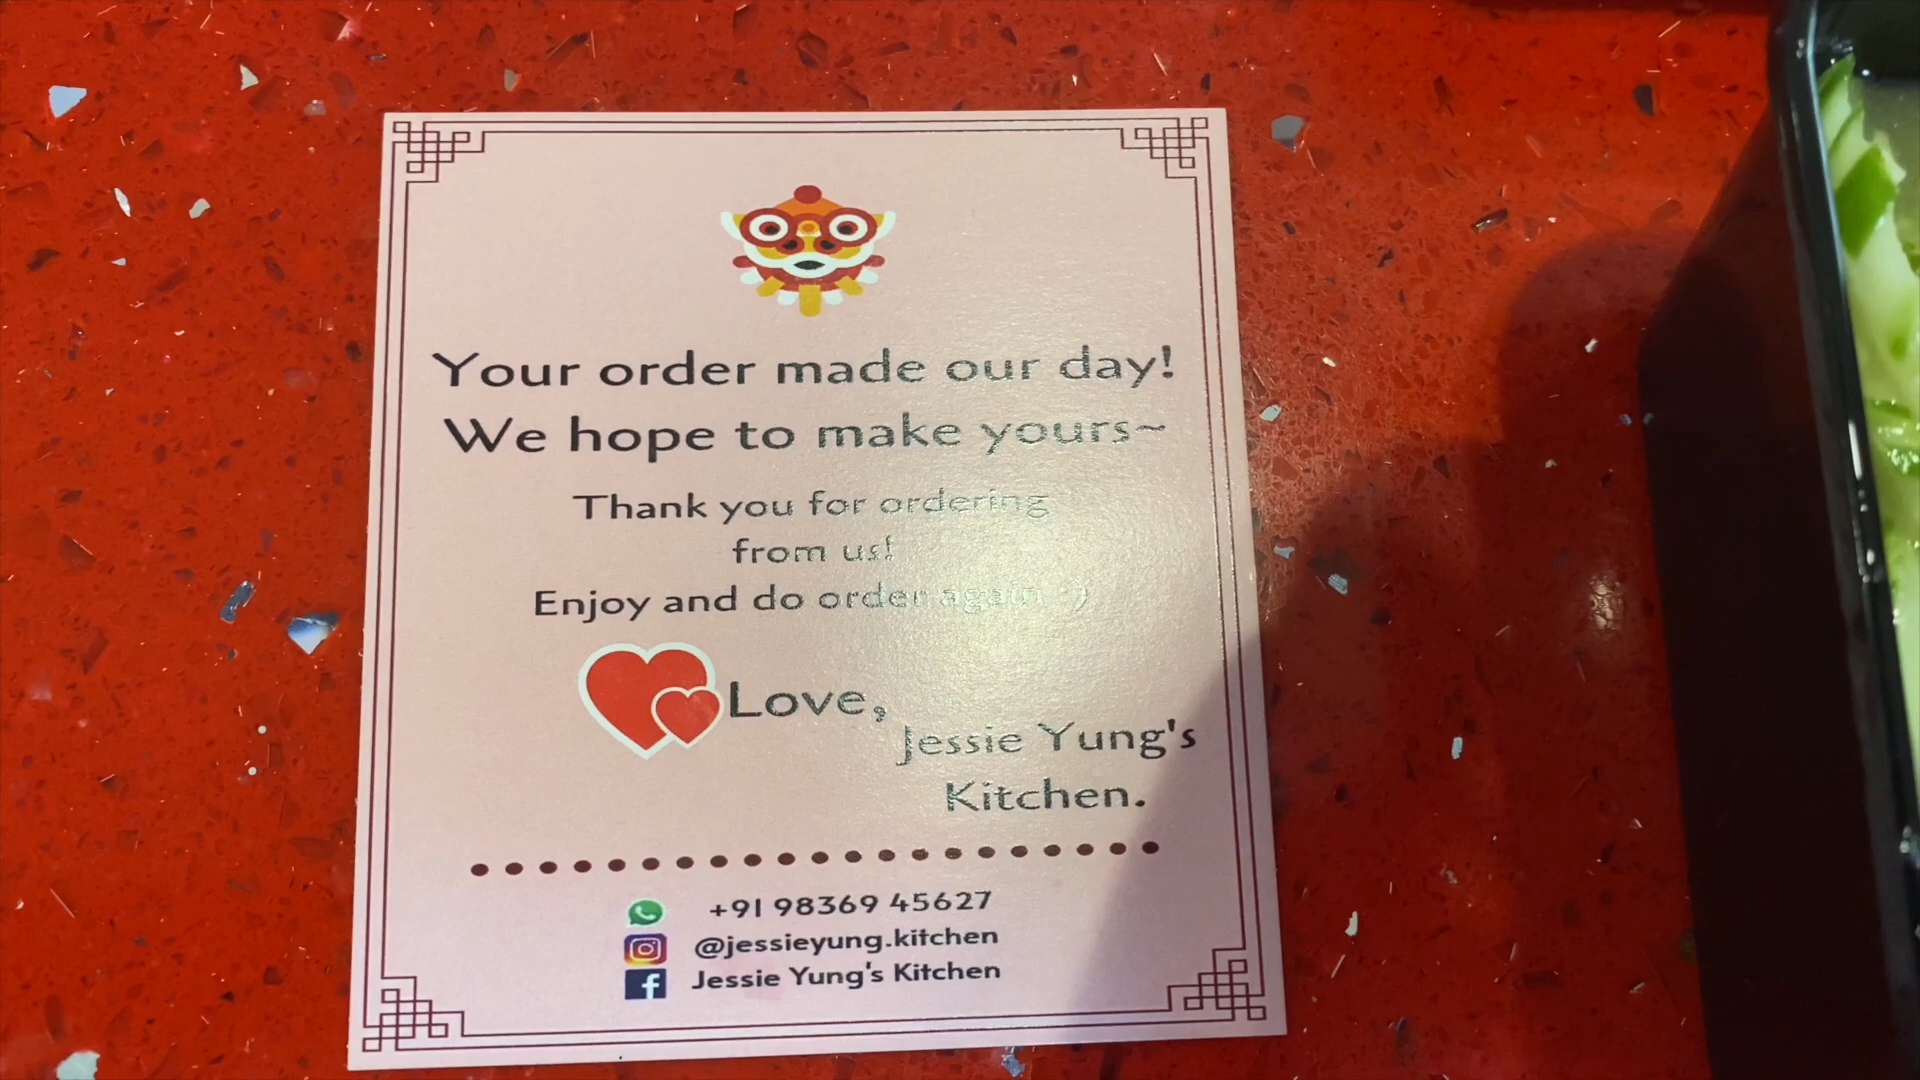 Your order made our day!
We hope to make yours~
Thank you for ordering
from us!
Enjoy and do order again :)
Love,
Jessie Yung's
Kitchen.
+91 98369 45627
@jessieyung.kitchen
Jessie Yung's Kitchen